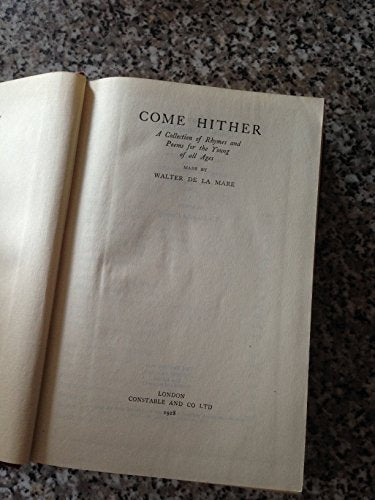 COME HITHER
A Collection of Rhymes and
Poems for the Young
of all Ages
MADE BY
WALTER DE LA MARE
LONDON
CONSTABLE AND CO LTD
1928